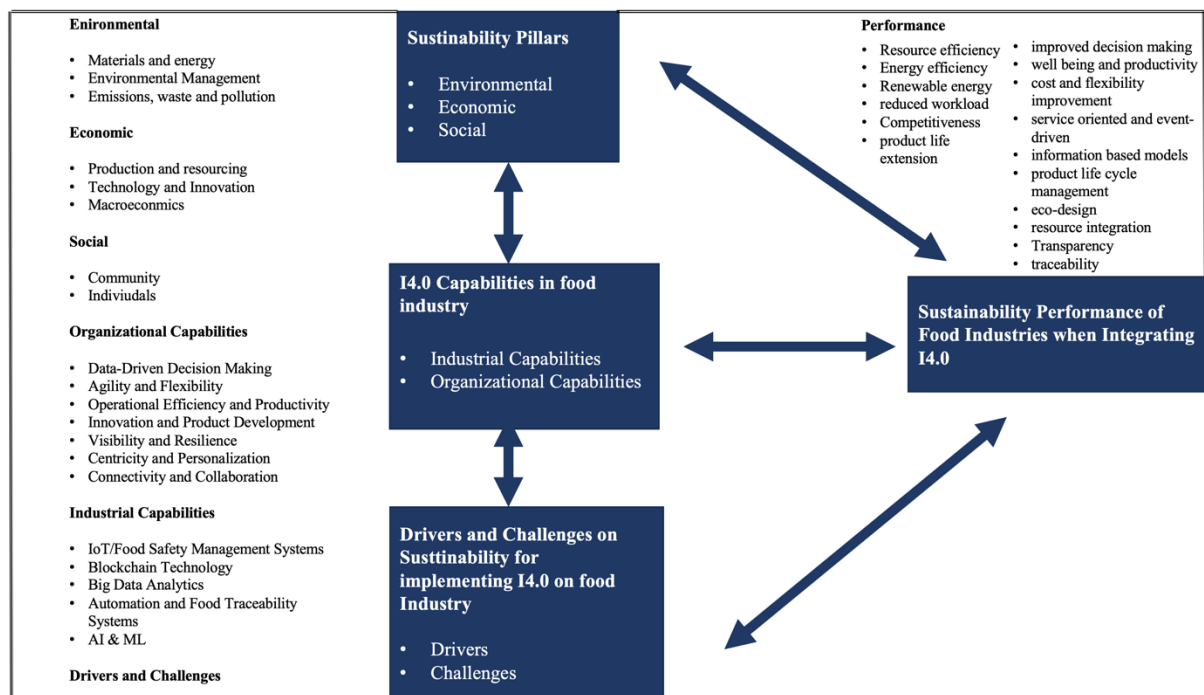 Enironmental
• Materials and energy
• Environmental Management
• Emissions, waste and pollution
Economic
• Production and resourcing
• Technology and Innovation
• Macroeconmics
Social
• Community
• Indiviudals
Organizational Capabilities
• Data-Driven Decision Making
• Agility and Flexibility
• Operational Efficiency and Productivity
• Innovation and Product Development
• Visibility and Resilience
• Centricity and Personalization
• Connectivity and Collaboration
Industrial Capabilities
• IoT/Food Safety Management Systems
• Blockchain Technology
• Big Data Analytics
• Automation and Food Traceability
Systems
• AI & ML
Drivers and Challenges
Sustinability Pillars
• Environmental
• Economic
• Social
I4.0 Capabilities in food
industry
• Industrial Capabilities
• Organizational Capabilities
Drivers and Challenges on
Susttinability for
implementing I4.0 on food
Industry
• Drivers
• Challenges
Performance
• Resource efficiency
• Energy efficiency
• Renewable energy
• reduced workload
• Competitiveness
• product life
extension
• improved decision making
• well being and productivity
• cost and flexibility
improvement
• service oriented and event-
driven
• information based models
• product life cycle
management
• eco-design
• resource integration
• Transparency
• traceability
Sustainability Performance of
Food Industries when Integrating
I4.0